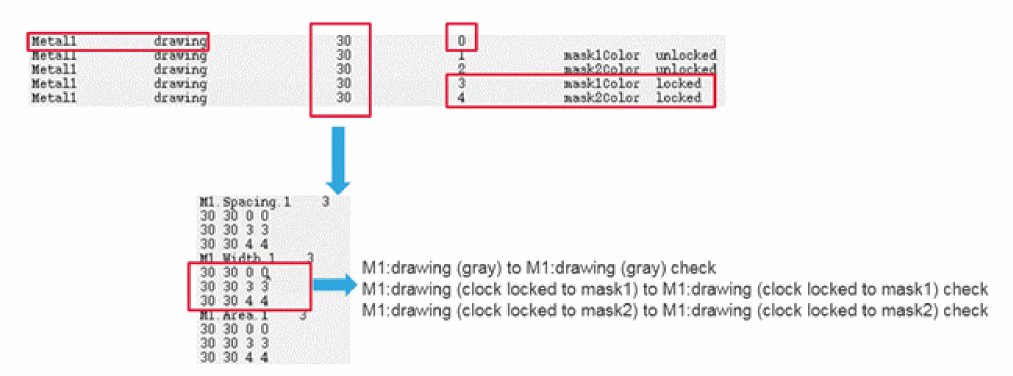 Metal1 drawing 30 0
Metal1 drawing 30 1 mask1Color unlocked
Metal1 drawing 30 2 mask2Color unlocked
Metal1 drawing 30 3 mask1Color locked
Metal1 drawing 30 4 mask2Color locked
M1.Spacing.1 3
30 30 0 0
30 30 3 3
30 30 4 4
M1.Width.1 3
30 30 0 0
30 30 3 3
30 30 4 4
M1.Area.1 3
30 30 0 0
30 30 3 3
30 30 4 4
M1:drawing (gray) to M1:drawing (gray) check
M1:drawing (clock locked to mask1) to M1:drawing (clock locked to mask1) check
M1:drawing (clock locked to mask2) to M1:drawing (clock locked to mask2) check